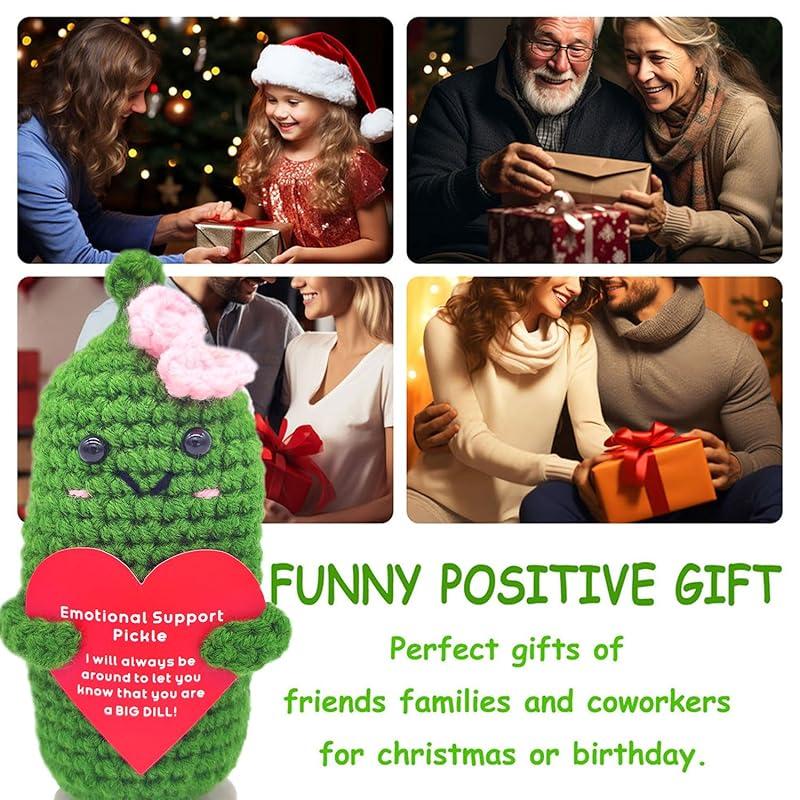 Emotional Support
Pickle
I will always be
around to let you
know that you are
a BIG DILL!
FUNNY POSITIVE GIFT
Perfect gifts of
friends families and coworkers
for christmas or birthday.